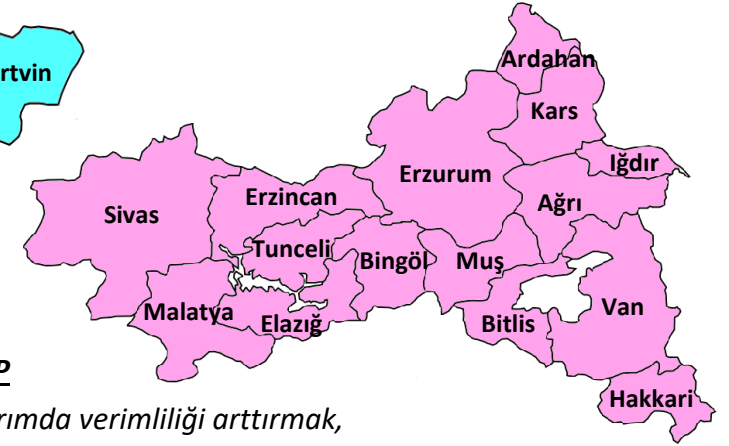 rtvin
Ardahan
Kars
Iğdır
Erzurum
Ağrı
Erzincan
Sivas
Tunceli
Bingöl
Muş
Van
Malatya
Elazığ
Bitlis
Hakkari
P
rımda verimliliği arttırmak,